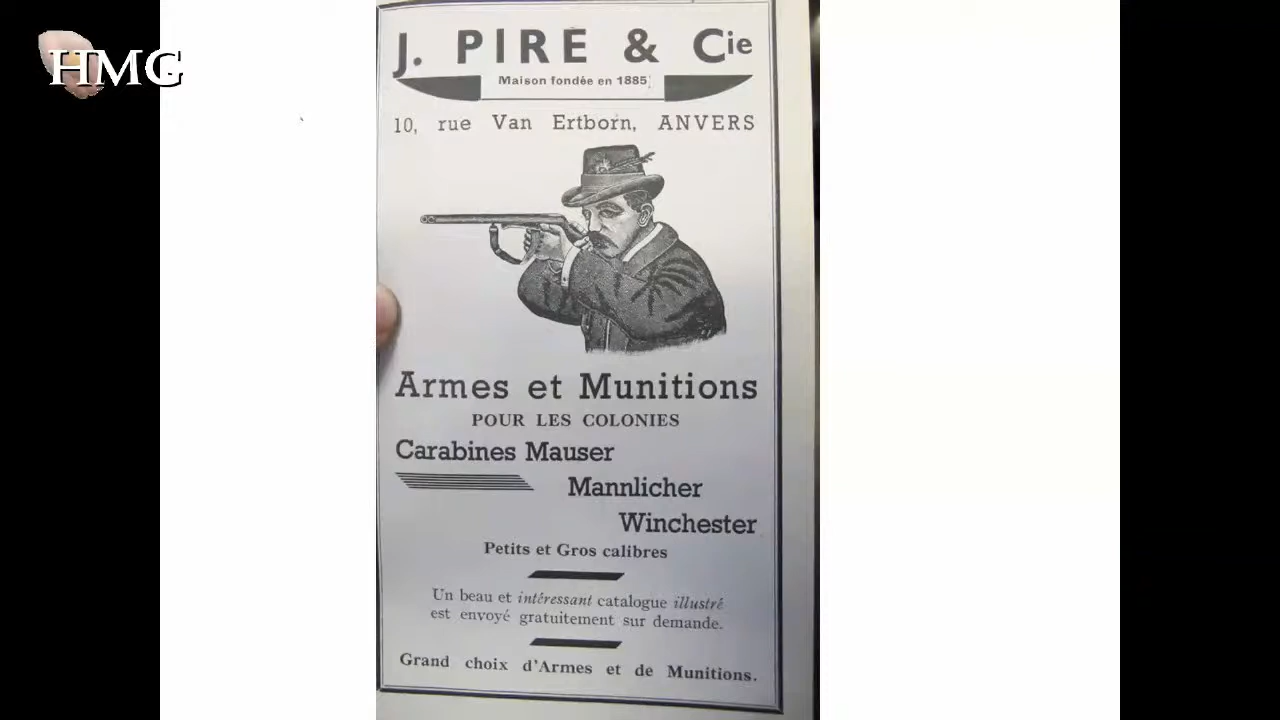 HMG
J. PIRE & Cie
Maison fondée en 1885
10, rue Van Ertborn, ANVERS
Armes et Munitions
POUR LES COLONIES
Carabines Mauser
Mannlicher
Winchester
Petits et Gros calibres
Un beau et intéressant catalogue illustré
est envoyé gratuitement sur demande.
Grand choix d'Armes et de Munitions.